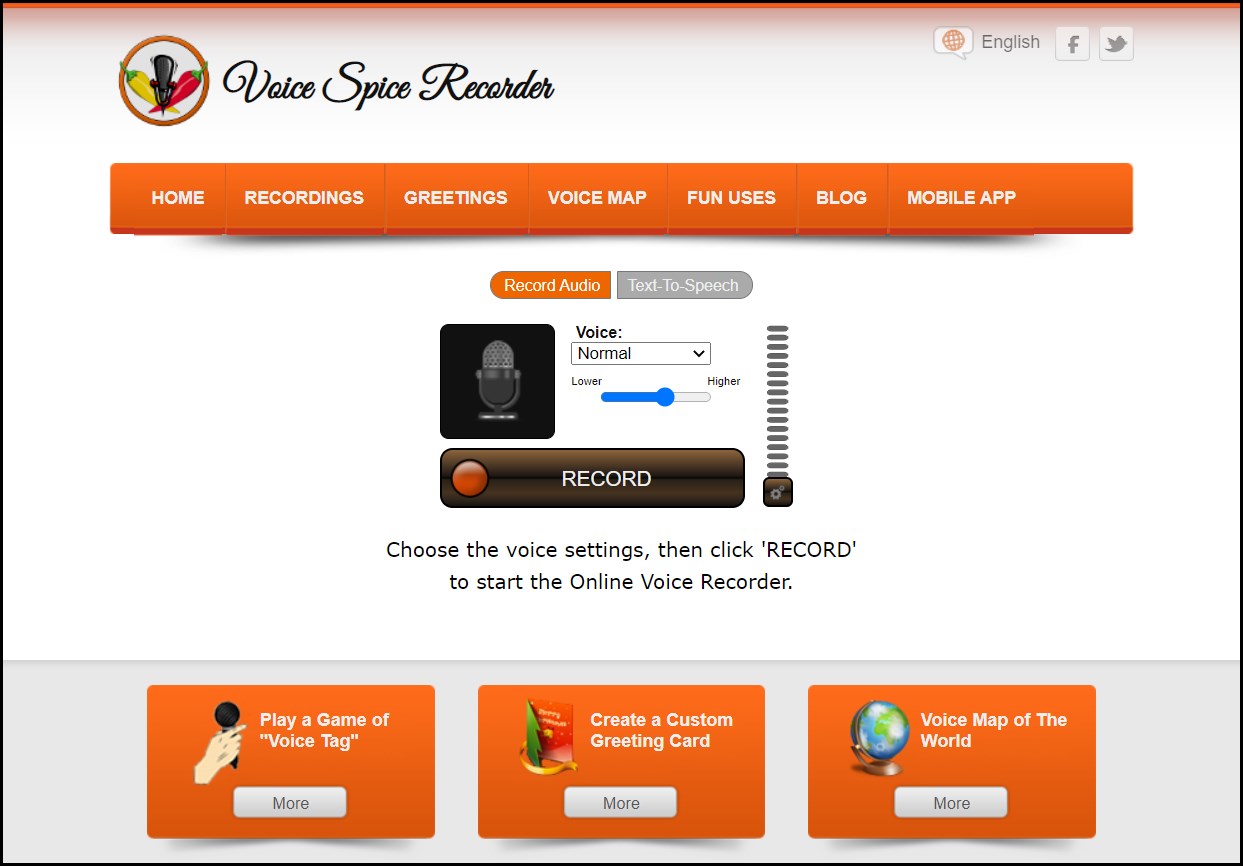 English
Voice Spice Recorder
HOME RECORDINGS GREETINGS VOICE MAP FUN USES BLOG MOBILE APP
Record Audio Text-To-Speech
Voice:
Normal
Lower Higher
RECORD
Choose the voice settings, then click 'RECORD'
to start the Online Voice Recorder.
Play a Game of
"Voice Tag"
More
Create a Custom
Greeting Card
More
Voice Map of The
World
More